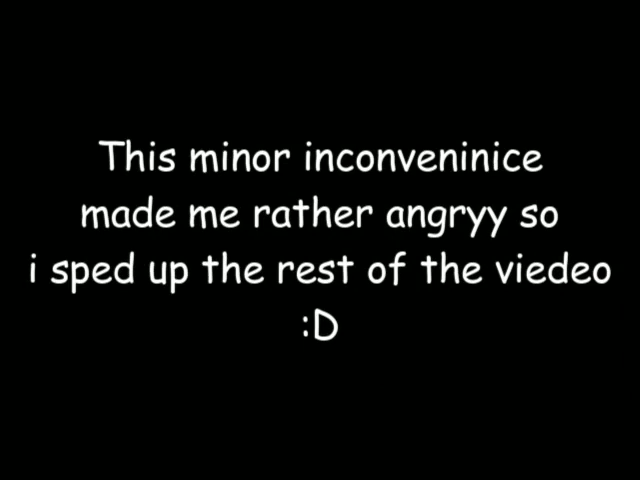 This minor inconveninice
made me rather angryy so
i sped up the rest of the viedeo
:D